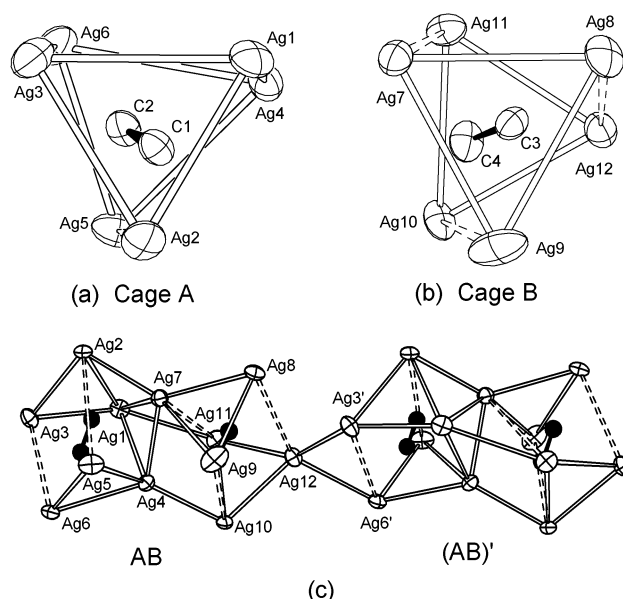 Ag6
Ag1
Ag3
Ag4
C2
C1
Ag5
Ag2
(a) Cage A
Ag11
Ag8
Ag7
C3
C4
Ag12
Ag10
Ag9
(b) Cage B
Ag2
Ag7
Ag8
Ag3
Ag1
Ag11
Ag3'
Ag5
Ag9
Ag12
Ag6
Ag4
Ag10
Ag6'
AB
(AB)'
(c)